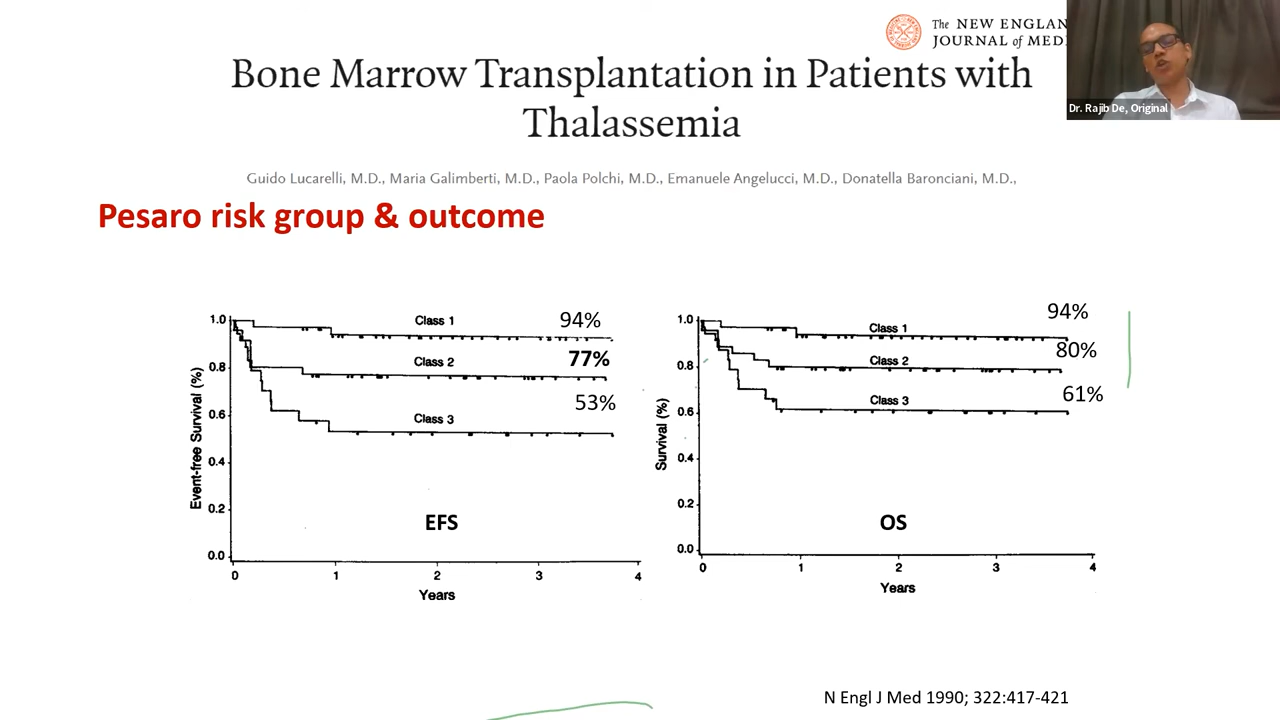 The NEW ENGLAN
JOURNAL of MED
Bone Marrow Transplantation in Patients with
Thalassemia
Dr. Rajib De, Original
Guido Lucarelli, M.D., Maria Galimberti, M.D., Paola Polchi, M.D., Emanuele Angelucci, M.D., Donatella Baronciani, M.D.,
Pesaro risk group & outcome
Event-free Survival (%)
1.0
0.8
0.6
0.4
0.2
0.0
Class 1
94%
Class 2
77%
Class 3
53%
EFS
0 1 2 3 4
Years
Survival (%)
1.0
0.8
0.6
0.4
0.2
0.0
Class 1
94%
Class 2
80%
Class 3
61%
OS
0 1 2 3 4
Years
N Engl J Med 1990; 322:417-421